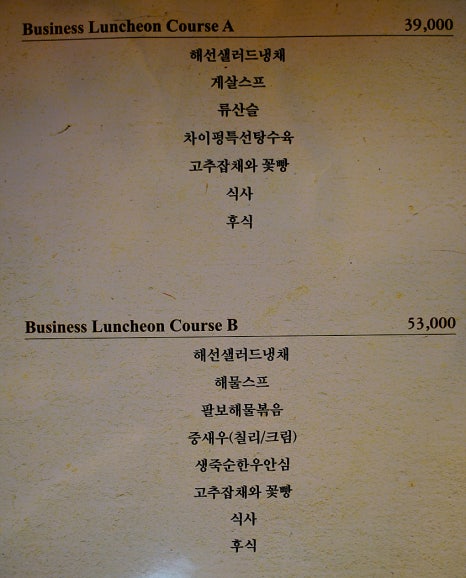 Business Luncheon Course A 39,000
해선샐러드냉채
게살스프
류산슬
차이평특선탕수육
고추잡채와 꽃빵
식사
후식
Business Luncheon Course B 53,000
해선샐러드냉채
해물스프
팔보해물볶음
중새우(칠리/크림)
생죽순한우안심
고추잡채와 꽃빵
식사
후식